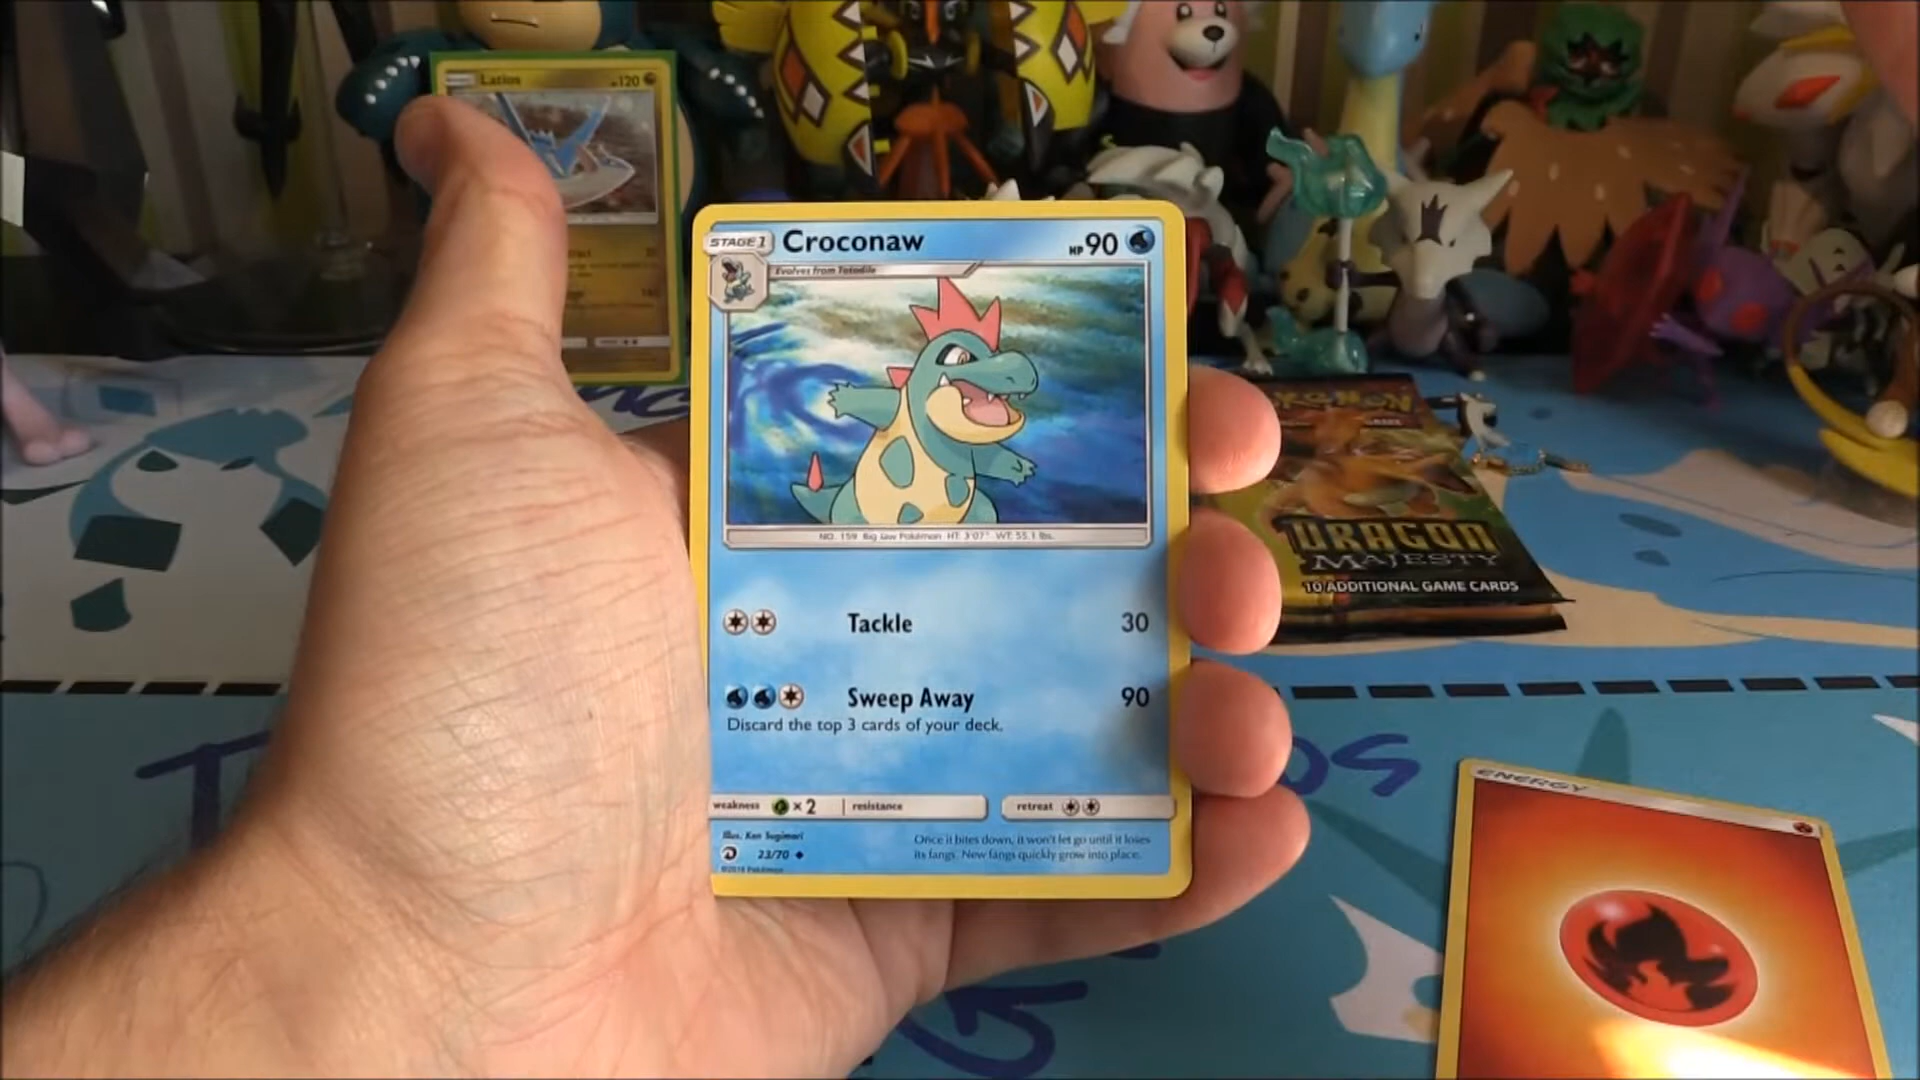 Latios 120
STAGE 1 Croconaw HP 90
Evolves from Totodile
NO. 159 Big Jaw Pokémon HT: 3'07" WT: 55.1 lbs.
Tackle 30
Sweep Away 90
Discard the top 3 cards of your deck.
weakness × 2 resistance retreat
Illus. Ken Sugimori
23/70
©2018 Pokémon
Once it bites down, it won't let go until it loses
its fangs. New fangs quickly grow into place.
DRAGON
MAJESTY
10 ADDITIONAL GAME CARDS
ENERGY